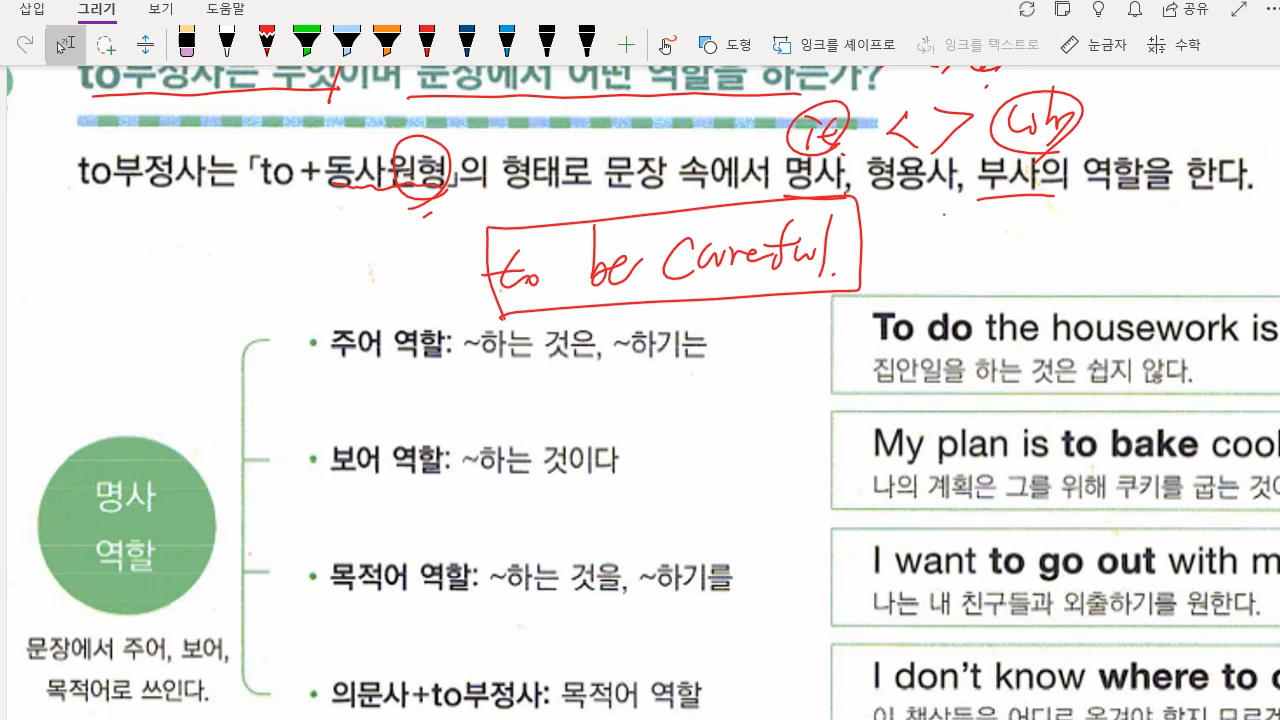 삽입 그리기 보기 도움말 공유
도형 잉크를 셰이프로 잉크를 텍스트로 눈금자 수학
to부정사는 무엇이며 문장에서 어떤 역할을 하는가?
to부정사는 「to+동사원형」의 형태로 문장 속에서 명사, 형용사, 부사의 역할을 한다.
to be careful.
• 주어 역할: ~하는 것은, ~하기는
To do the housework is
집안일을 하는 것은 쉽지 않다.
• 보어 역할: ~하는 것이다
My plan is to bake
나의 계획은 그를 위해 쿠키를 굽는
명사
역할
• 목적어 역할: ~하는 것을, ~하기를
I want to go out with
나는 내 친구들과 외출하기를 원한다.
문장에서 주어, 보어,
목적어로 쓰인다.
• 의문사+to부정사: 목적어 역할
I don't know where to